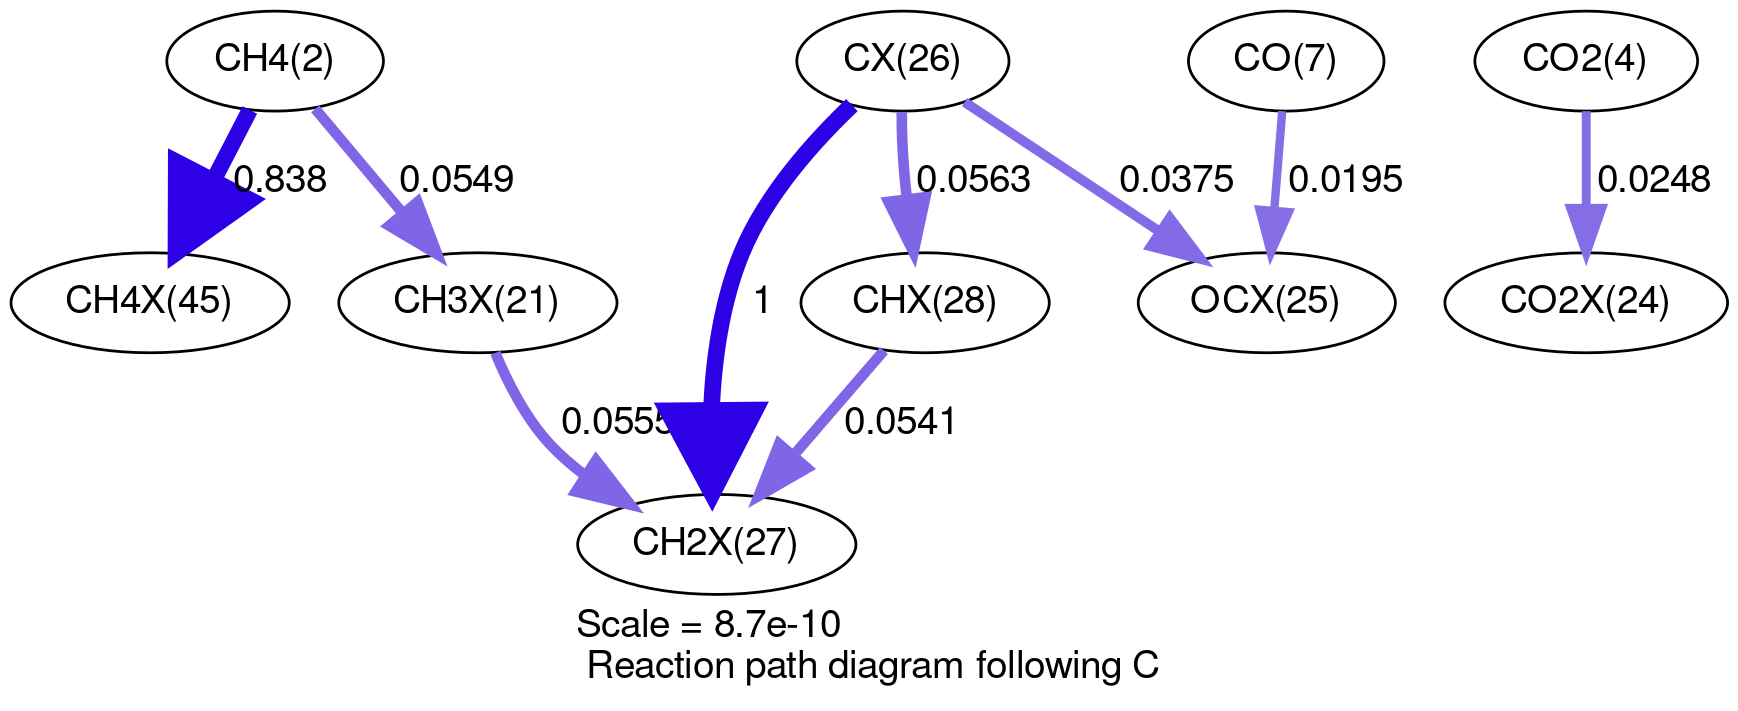 CH4(2)
CX(26)
CO(7)
CO2(4)
0.838
0.0549
0.0563
0.0375
0.0195
0.0248
CH4X(45)
CH3X(21)
1
CHX(28)
OCX(25)
CO2X(24)
0.0555
0.0541
CH2X(27)
Scale = 8.7e-10
Reaction path diagram following C